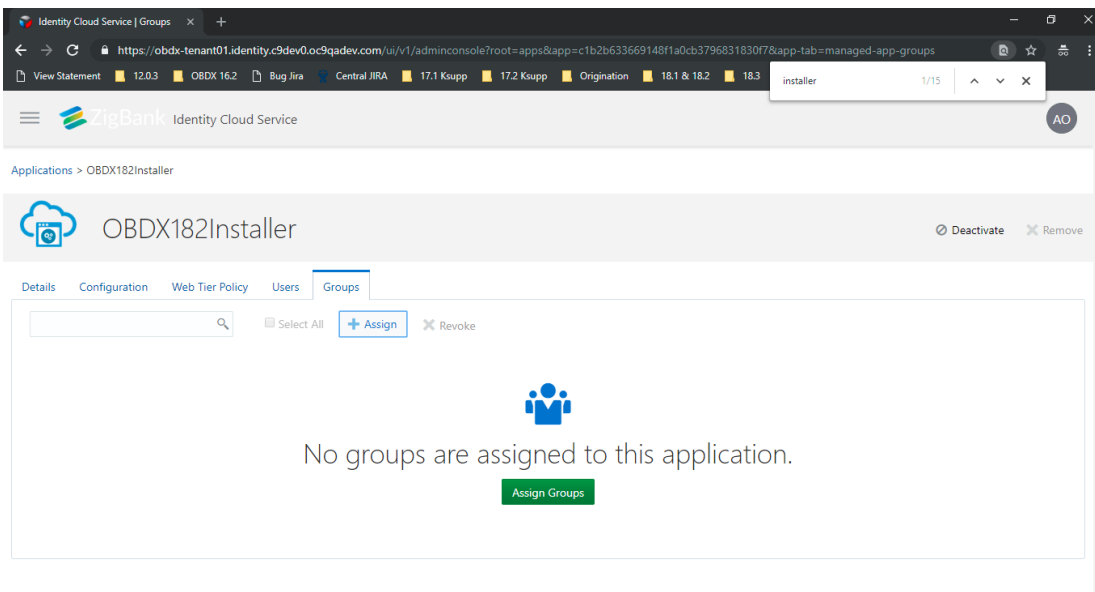 Identity Cloud Service | Groups
https://obdx-tenant01.identity.c9dev0.oc9qadev.com/ui/v1/adminconsole?root=apps&app=c1b2b633669148f1a0cb3796831830f7&app-tab=managed-app-groups
View Statement 12.0.3 OBDX 16.2 Bug Jira Central JIRA 17.1 Ksupp 17.2 Ksupp Origination 18.1 & 18.2 18.3
installer 1/15
ZigBank Identity Cloud Service AO
Applications > OBDX182Installer
OBDX182Installer
Deactivate Remove
Details Configuration Web Tier Policy Users Groups
Select All Assign Revoke
No groups are assigned to this application.
Assign Groups